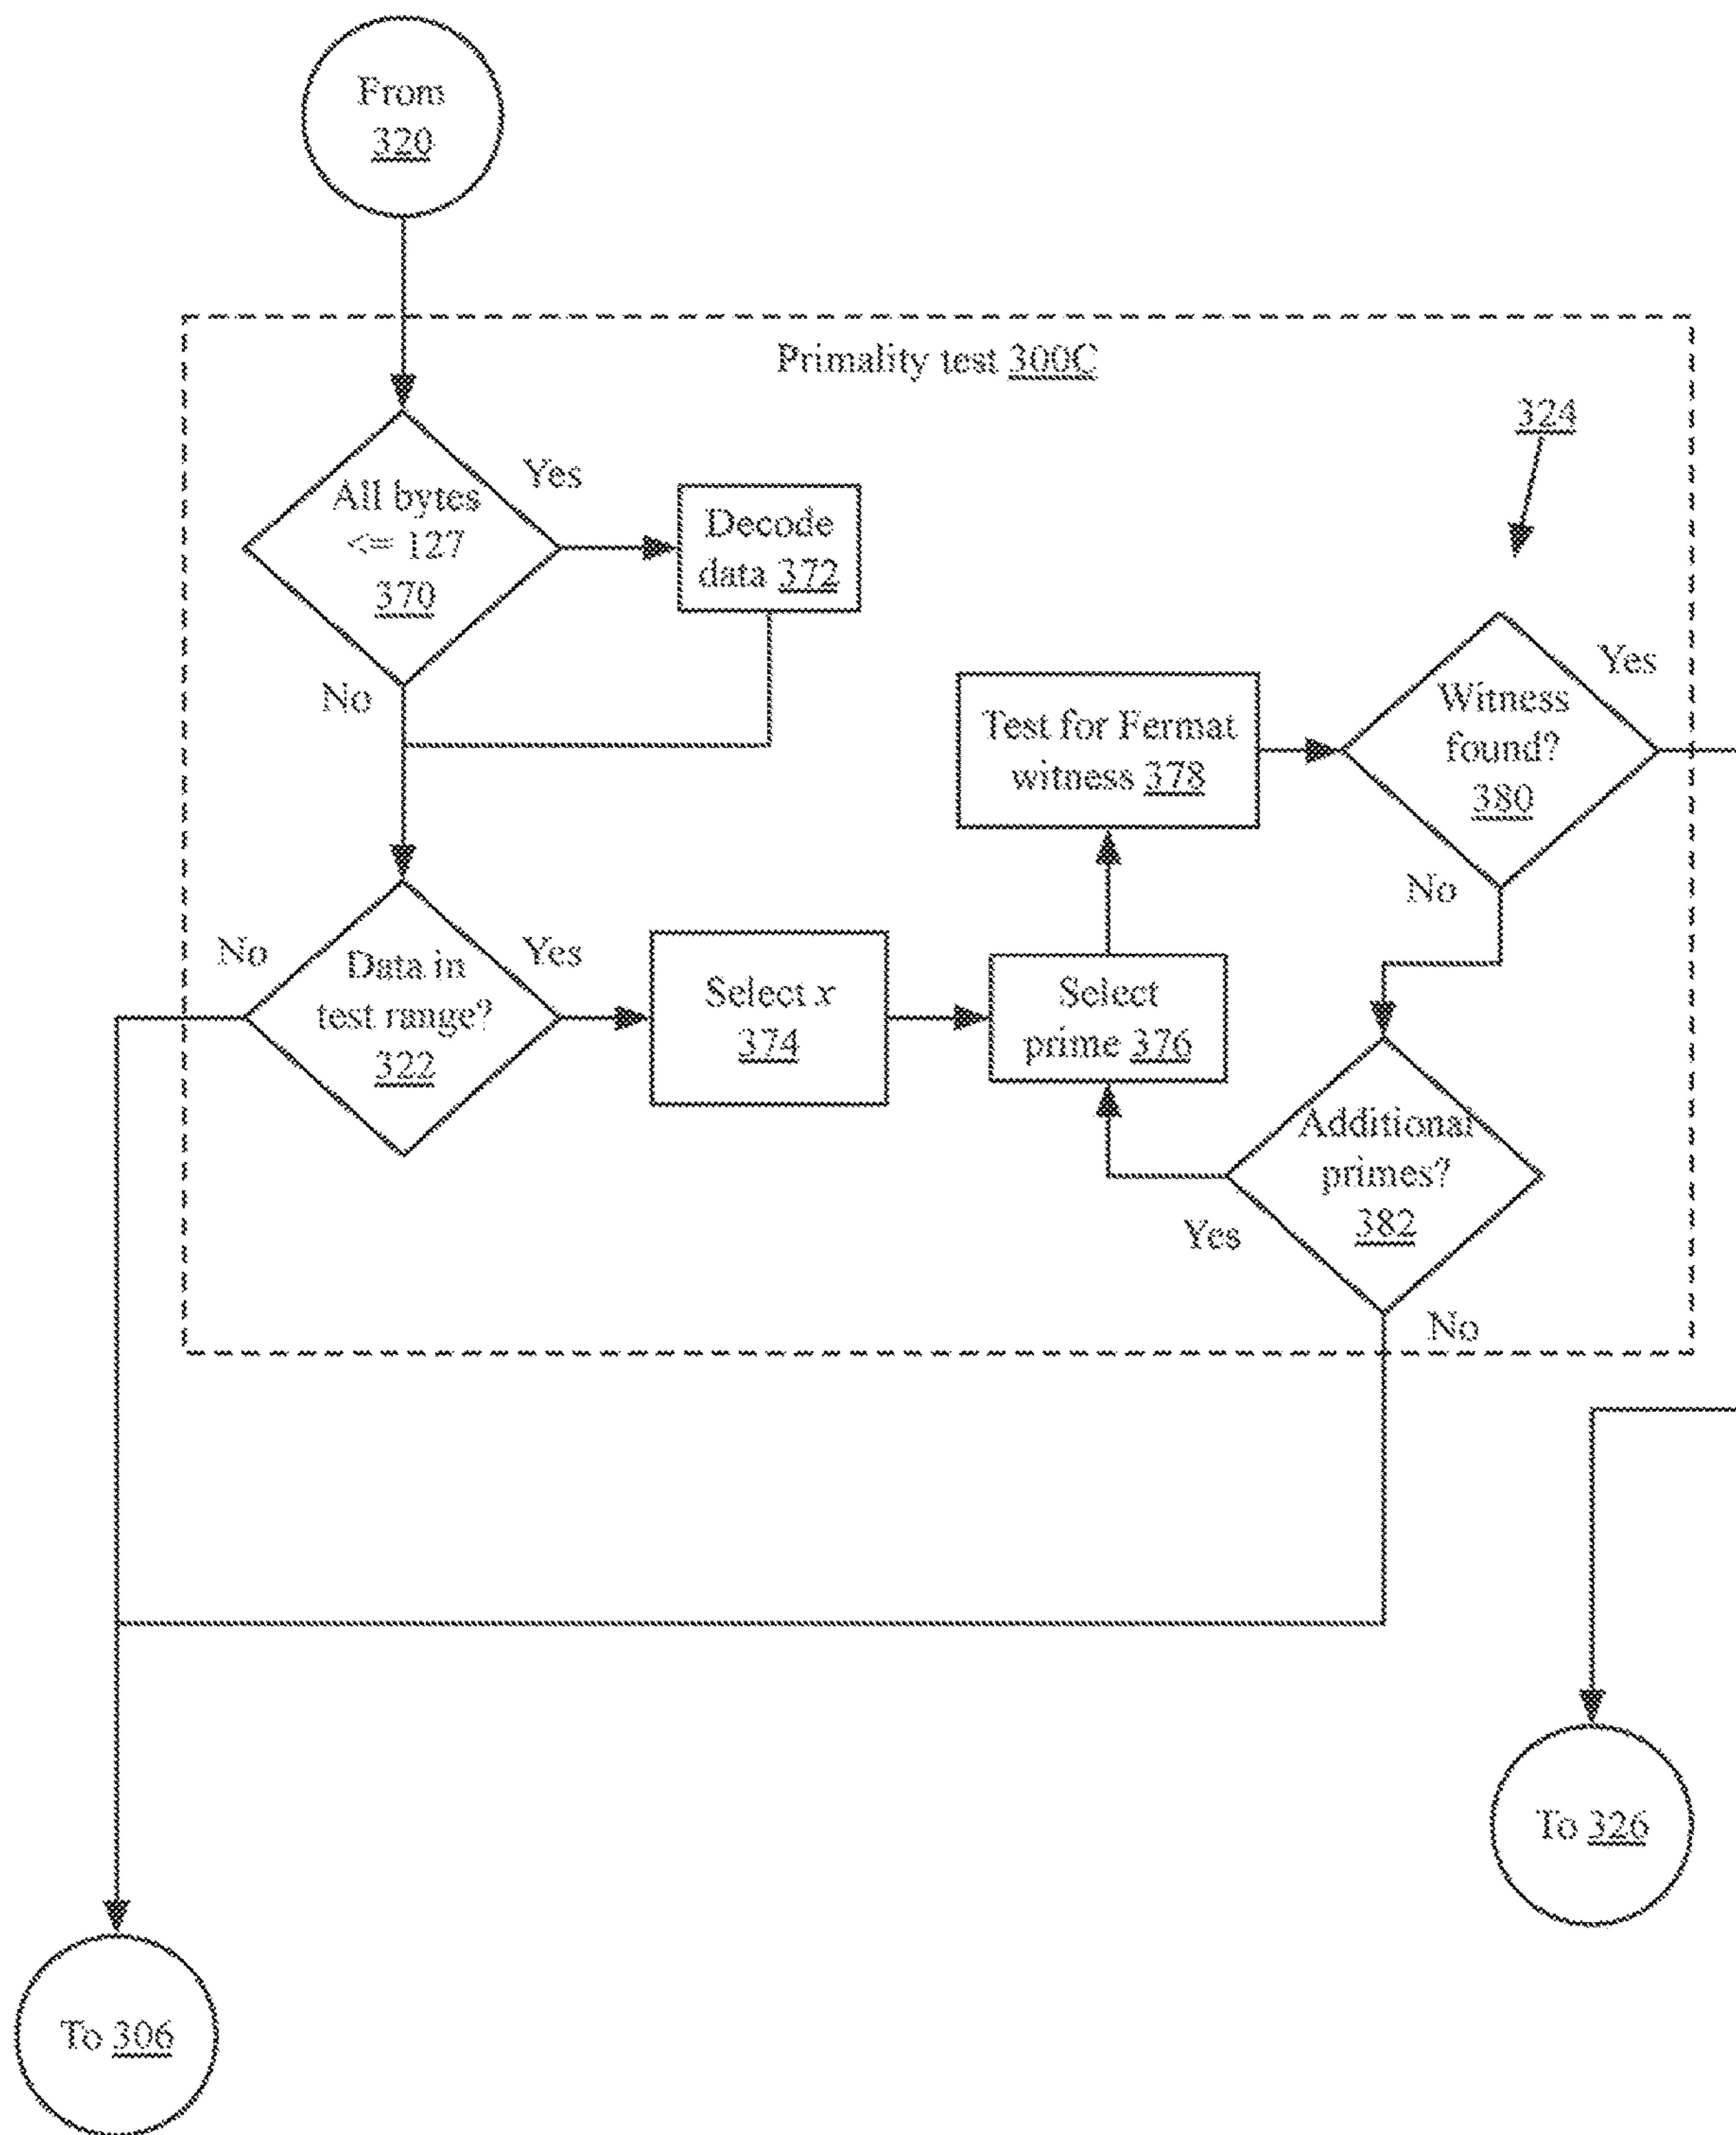 From
320
Primality test 300C
324
All bytes
<= 127
370
Yes
No
Decode
data 372
Test for Fermat
witness 378
Witness
found?
380
Yes
No
No
Data in
test range?
322
Yes
Select x
374
Select
prime 376
Additional
primes?
382
Yes
No
To 326
To 306